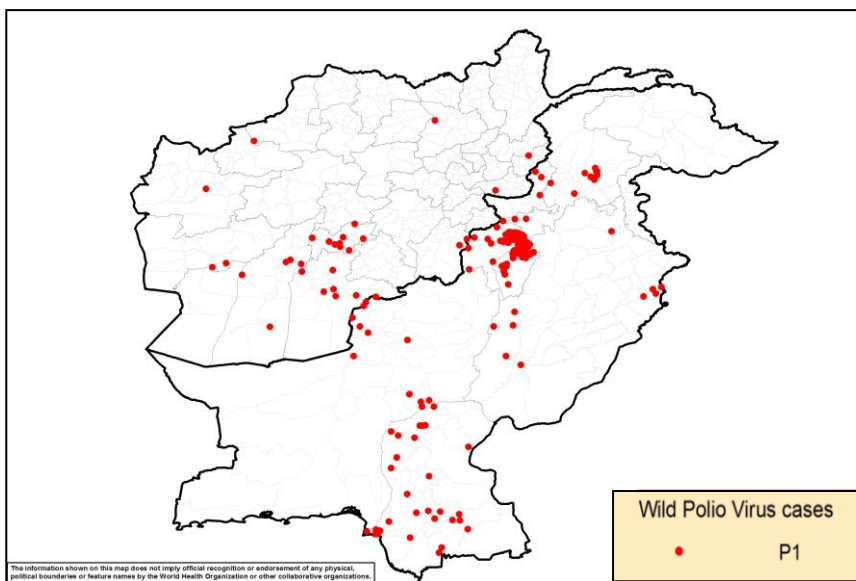 Wild Polio Virus cases
P1
The information shown on this map does not imply official recognition or endorsement of any physical,
political boundaries or feature names by the World Health Organization or other collaborative organizations.